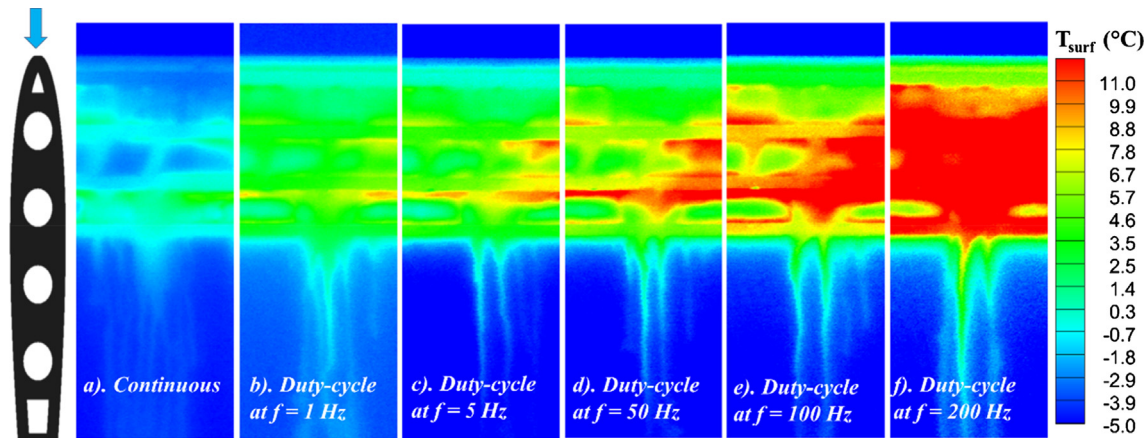 T_surf (°C)
11.0
9.9
8.8
7.7
6.7
5.6
4.5
3.5
2.4
1.4
0.3
-0.7
-1.8
-2.9
-3.9
-5.0
a). Continuous
b). Duty-cycle
at f = 1 Hz
c). Duty-cycle
at f = 5 Hz
d). Duty-cycle
at f = 50 Hz
e). Duty-cycle
at f = 100 Hz
f). Duty-cycle
at f = 200 Hz